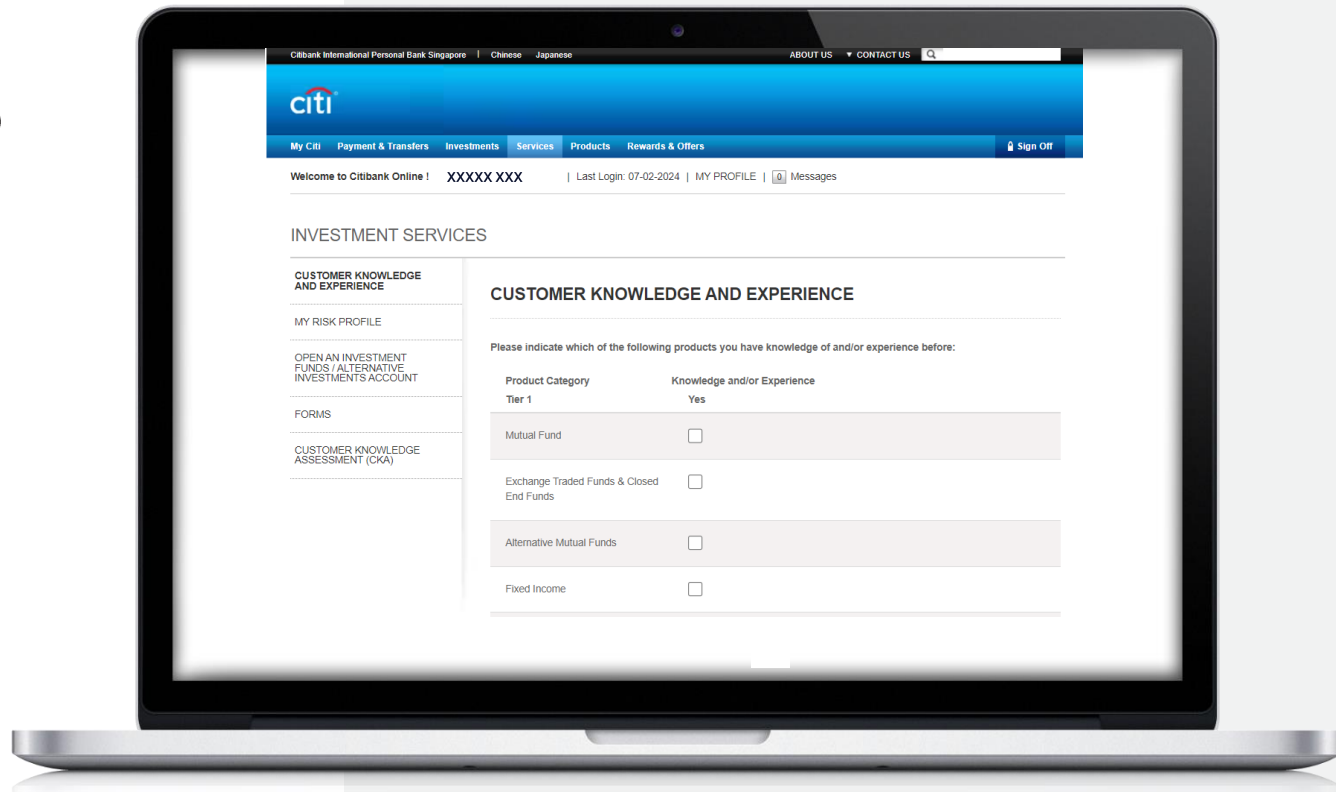 Citibank International Personal Bank Singapore | Chinese Japanese ABOUT US ▼ CONTACT US
citi
My Citi Payment & Transfers Investments Services Products Rewards & Offers Sign Off
Welcome to Citibank Online ! XXXXX XXX | Last Login: 07-02-2024 | MY PROFILE | 0 Messages
INVESTMENT SERVICES
CUSTOMER KNOWLEDGE
AND EXPERIENCE
MY RISK PROFILE
OPEN AN INVESTMENT
FUNDS / ALTERNATIVE
INVESTMENTS ACCOUNT
FORMS
CUSTOMER KNOWLEDGE
ASSESSMENT (CKA)
CUSTOMER KNOWLEDGE AND EXPERIENCE
Please indicate which of the following products you have knowledge of and/or experience before:
Product Category Knowledge and/or Experience
Tier 1 Yes
Mutual Fund
Exchange Traded Funds & Closed
End Funds
Alternative Mutual Funds
Fixed Income